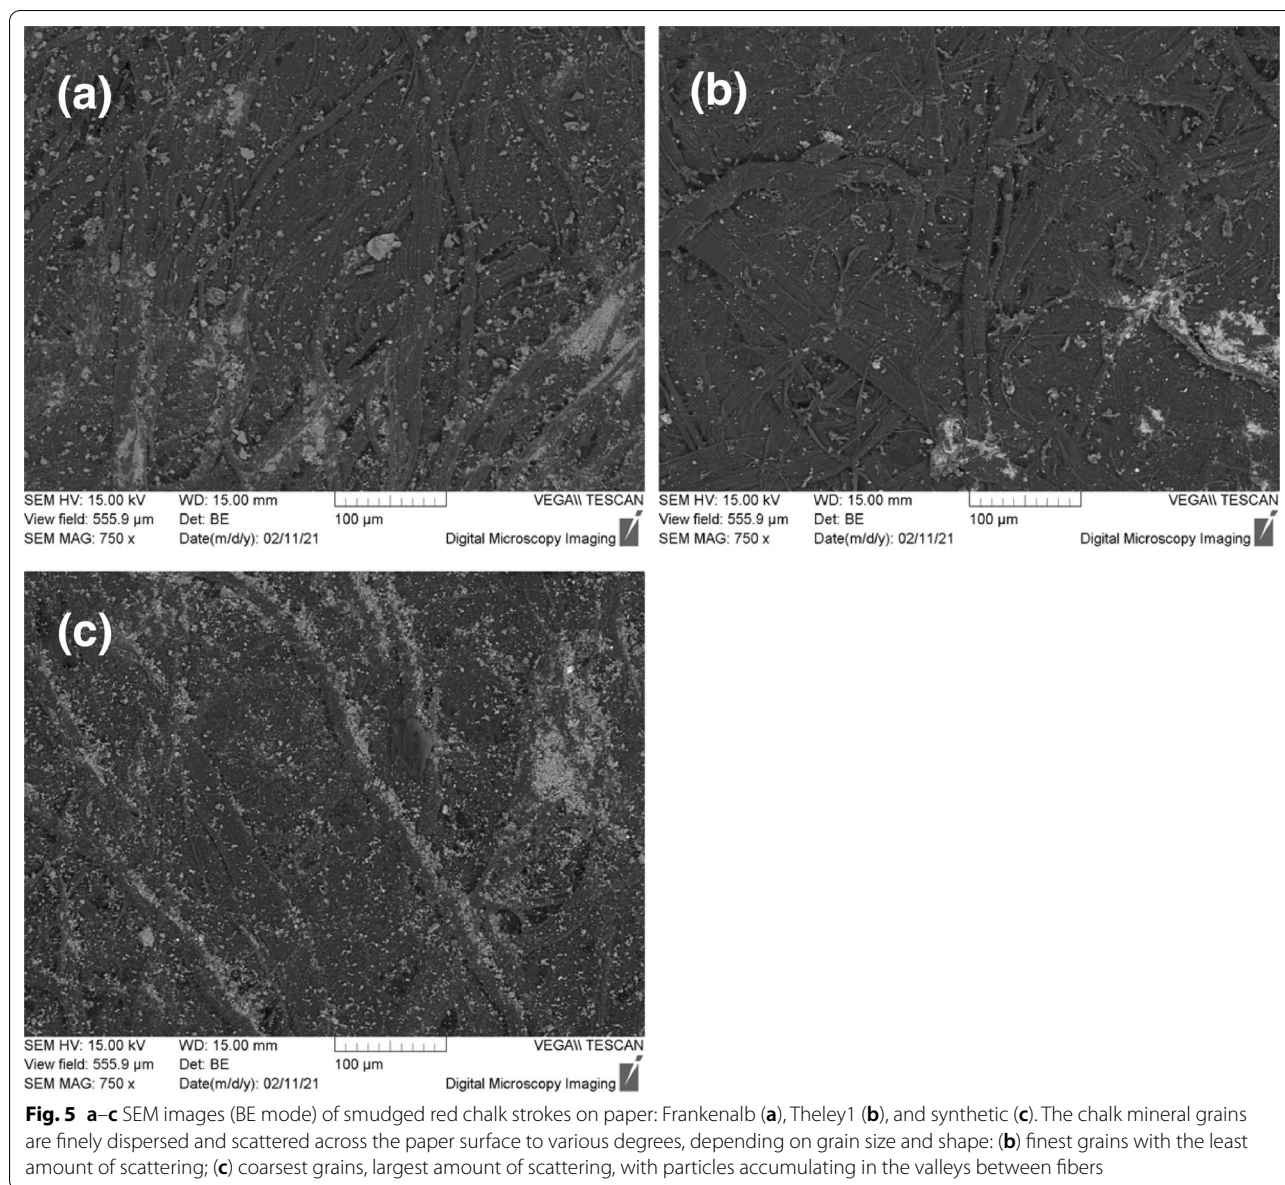 (a)
SEM HV: 15.00 kV WD: 15.00 mm VEGA\\ TESCAN
View field: 555.9 µm Det: BE 100 µm
SEM MAG: 750 x Date(m/d/y): 02/11/21 Digital Microscopy Imaging
(b)
SEM HV: 15.00 kV WD: 15.00 mm VEGA\\ TESCAN
View field: 555.9 µm Det: BE 100 µm
SEM MAG: 750 x Date(m/d/y): 02/11/21 Digital Microscopy Imaging
(c)
SEM HV: 15.00 kV WD: 15.00 mm VEGA\\ TESCAN
View field: 555.9 µm Det: BE 100 µm
SEM MAG: 750 x Date(m/d/y): 02/11/21 Digital Microscopy Imaging
Fig. 5 a–c SEM images (BE mode) of smudged red chalk strokes on paper: Frankenalb (a), Theley1 (b), and synthetic (c). The chalk mineral grains
are finely dispersed and scattered across the paper surface to various degrees, depending on grain size and shape: (b) finest grains with the least
amount of scattering; (c) coarsest grains, largest amount of scattering, with particles accumulating in the valleys between fibers